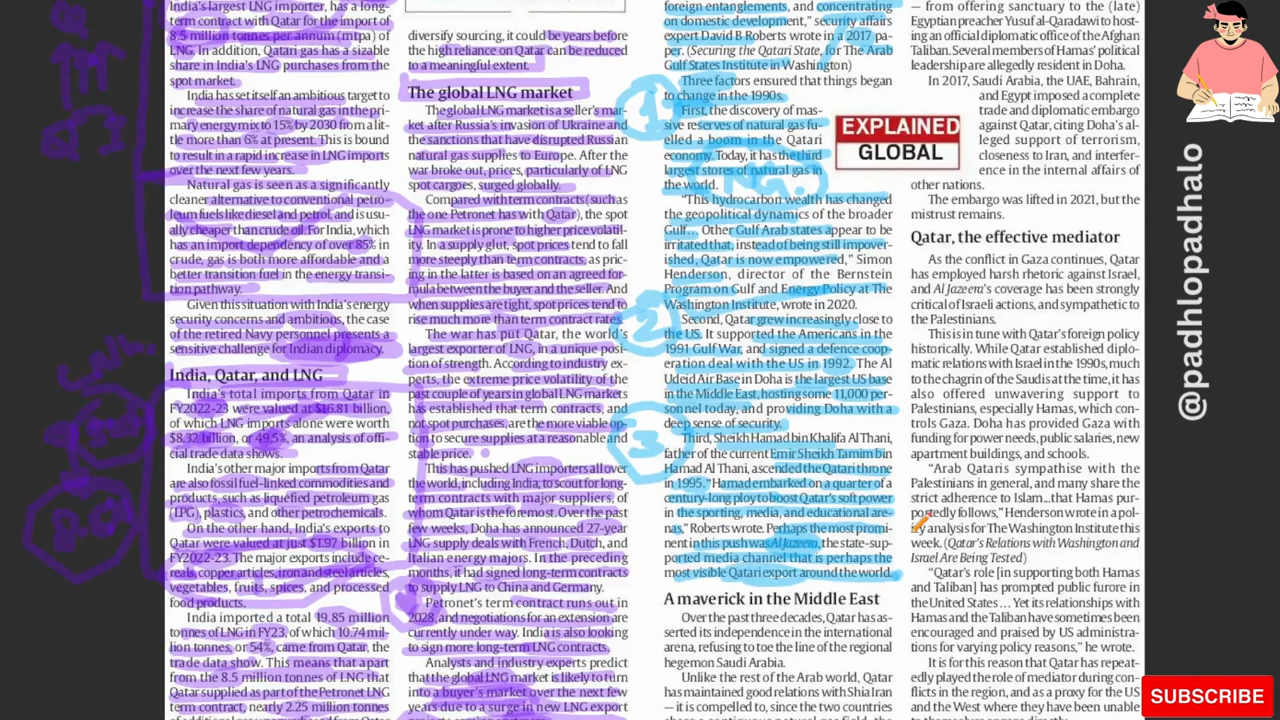 India's largest LNG importer, has a long-
term contract with Qatar for the import of
8.5 million tonnes per annum (mtpa) of
LNG. In addition, Qatari gas has a sizable
share in India's LNG purchases from the
spot market.
India has set itself an ambitious target to
increase the share of natural gas in the pri-
mary energy mix to 15% by 2030 from a lit-
tle more than 6% at present. This is bound
to result in a rapid increase in LNG imports
over the next few years.
Natural gas is seen as a significantly
cleaner alternative to conventional petro-
leum fuels like diesel and petrol, and is usu-
ally cheaper than crude oil. For India, which
has an import dependency of over 85% in
crude, gas is both more affordable and a
better transition fuel in the energy transi-
tion pathway.
Given this situation with India's energy
security concerns and ambitions, the case
of the retired Navy personnel presents a
sensitive challenge for Indian diplomacy.
India, Qatar, and LNG
India's total imports from Qatar in
FY2022-23 were valued at $16.81 billion,
of which LNG imports alone were worth
$8.32 billion, or 49.5%, an analysis of offi-
cial trade data shows.
India's other major imports from Qatar
are also fossil fuel-linked commodities and
products, such as liquefied petroleum gas
(LPG), plastics, and other petrochemicals.
On the other hand, India's exports to
Qatar were valued at just $1.97 billion in
FY2022-23. The major exports include ce-
reals, copper articles, iron and steel articles,
vegetables, fruits, spices, and processed
food products.
India imported a total 19.85 million
tonnes of LNG in FY23, of which 10.74 mil-
lion tonnes, or 54%, came from Qatar, the
trade data show. This means that apart
from the 8.5 million tonnes of LNG that
Qatar supplied as part of the Petronet LNG
term contract, nearly 2.25 million tonnes
diversify sourcing, it could be years before
the high reliance on Qatar can be reduced
to a meaningful extent.
The global LNG market
The global LNG market is a seller's mar-
ket after Russia's invasion of Ukraine and
the sanctions that have disrupted Russian
natural gas supplies to Europe. After the
war broke out, prices, particularly of LNG
spot cargoes, surged globally.
Compared with term contracts (such as
the one Petronet has with Qatar), the spot
LNG market is prone to higher price volatil-
ity. In a supply glut, spot prices tend to fall
more steeply than term contracts, as pric-
ing in the latter is based on an agreed for-
mula between the buyer and the seller. And
when supplies are tight, spot prices tend to
rise much more than term contract rates.
The war has put Qatar, the world's
largest exporter of LNG, in a unique posi-
tion of strength. According to industry ex-
perts, the extreme price volatility of the
past couple of years in global LNG markets
has established that term contracts, and
not spot purchases, are the more viable op-
tion to secure supplies at a reasonable and
stable price.
This has pushed LNG importers all over
the world, including India, to scout for long-
term contracts with major suppliers, of
whom Qatar is the foremost. Over the past
few weeks, Doha has announced 27-year
LNG supply deals with French, Dutch, and
Italian energy majors. In the preceding
months, it had signed long-term contracts
to supply LNG to China and Germany.
Petronet's term contract runs out in
2028, and negotiations for an extension are
currently under way. India is also looking
to sign more long-term LNG contracts.
Analysts and industry experts predict
that the global LNG market is likely to turn
into a buyer's market over the next few
years due to a surge in new LNG export
foreign entanglements, and concentrating
on domestic development," security affairs
expert David B Roberts wrote in a 2017 pa-
per. (Securing the Qatari State, for The Arab
Gulf States Institute in Washington)
Three factors ensured that things began
to change in the 1990s.
First, the discovery of mas-
sive reserves of natural gas fu-
elled a boom in the Qatari
economy. Today, it has the third
largest stores of natural gas in
the world.
"This hydrocarbon wealth has changed
the geopolitical dynamics of the broader
Gulf... Other Gulf Arab states appear to be
irritated that, instead of being still impover-
ished, Qatar is now empowered," Simon
Henderson, director of the Bernstein
Program on Gulf and Energy Policy at The
Washington Institute, wrote in 2020.
Second, Qatar grew increasingly close to
the US. It supported the Americans in the
1991 Gulf War, and signed a defence coop-
eration deal with the US in 1992. The Al
Udeid Air Base in Doha is the largest US base
in the Middle East, hosting some 11,000 per-
sonnel today, and providing Doha with a
deep sense of security.
Third, Sheikh Hamad bin Khalifa Al Thani,
father of the current Emir Sheikh Tamim bin
Hamad Al Thani, ascended the Qatari throne
in 1995. "Hamad embarked on a quarter of a
century-long ploy to boost Qatar's soft power
in the sporting, media, and educational are-
nas," Roberts wrote. Perhaps the most promi-
nent in this push was Al Jazeera, the state-sup-
ported media channel that is perhaps the
most visible Qatari export around the world.
A maverick in the Middle East
Over the past three decades, Qatar has as-
serted its independence in the international
arena, refusing to toe the line of the regional
hegemon Saudi Arabia.
Unlike the rest of the Arab world, Qatar
has maintained good relations with Shia Iran
— it is compelled to, since the two countries
1
2
3
NG.
EXPLAINED
GLOBAL
— from offering sanctuary to the (late)
Egyptian preacher Yusuf al-Qaradawi to host-
ing an official diplomatic office of the Afghan
Taliban. Several members of Hamas' political
leadership are allegedly resident in Doha.
In 2017, Saudi Arabia, the UAE, Bahrain,
and Egypt imposed a complete
trade and diplomatic embargo
against Qatar, citing Doha's al-
leged support of terrorism,
closeness to Iran, and interfer-
ence in the internal affairs of
other nations.
The embargo was lifted in 2021, but the
mistrust remains.
Qatar, the effective mediator
As the conflict in Gaza continues, Qatar
has employed harsh rhetoric against Israel,
and Al Jazeera's coverage has been strongly
critical of Israeli actions, and sympathetic to
the Palestinians.
This is in tune with Qatar's foreign policy
historically. While Qatar established diplo-
matic relations with Israel in the 1990s, much
to the chagrin of the Saudis at the time, it has
also offered unwavering support to
Palestinians, especially Hamas, which con-
trols Gaza. Doha has provided Gaza with
funding for power needs, public salaries, new
apartment buildings, and schools.
"Arab Qataris sympathise with the
Palestinians in general, and many share the
strict adherence to Islam...that Hamas pur-
portedly follows," Henderson wrote in a pol-
icy analysis for The Washington Institute this
week. (Qatar's Relations with Washington and
Israel Are Being Tested)
"Qatar's role [in supporting both Hamas
and Taliban] has prompted public furore in
the United States ... Yet its relationships with
Hamas and the Taliban have sometimes been
encouraged and praised by US administra-
tions for varying policy reasons," he wrote.
It is for this reason that Qatar has repeat-
edly played the role of mediator during con-
flicts in the region, and as a proxy for the US
and the West where they have been unable
@padhlopadhalo
SUBSCRIBE